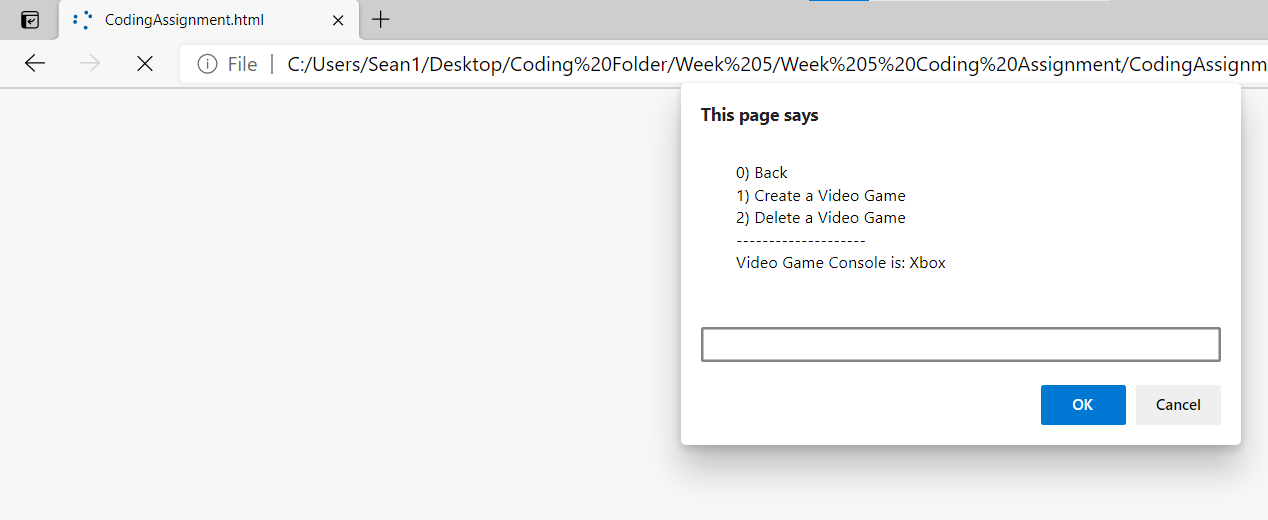 CodingAssignment.html
File
C:/Users/Sean1/Desktop/Coding%20Folder/Week%205/Week%205%20Coding%20Assignment/CodingAssignm
This page says
0) Back
1) Create a Video Game
2) Delete a Video Game
--------------------
Video Game Console is: Xbox
OK
Cancel